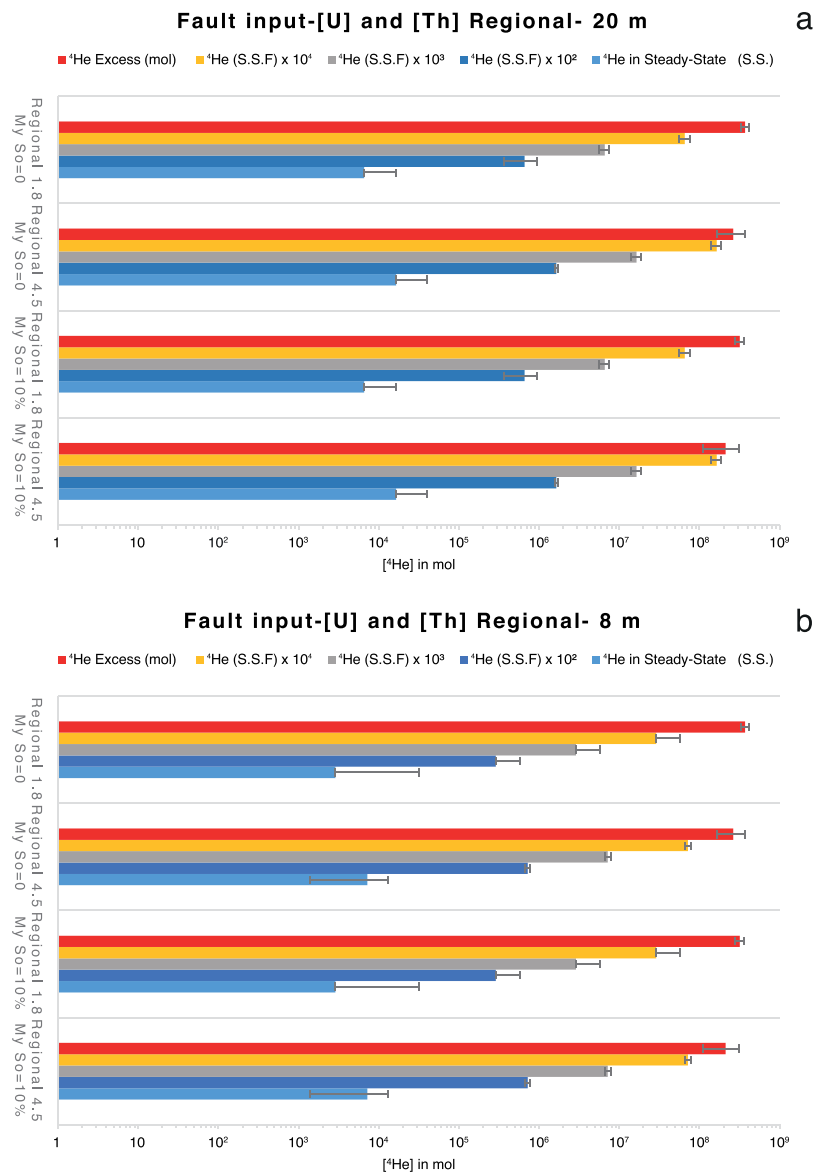 Fault input-[U] and [Th] Regional- 20 m
a
⁴He Excess (mol) ⁴He (S.S.F) x 10⁴ ⁴He (S.S.F) x 10³ ⁴He (S.S.F) x 10² ⁴He in Steady-State (S.S.)
Regional 1.8
My So=0
Regional 4.5
My So=0
Regional 1.8
My So=10%
Regional 4.5
My So=10%
1 10 10² 10³ 10⁴ 10⁵ 10⁶ 10⁷ 10⁸ 10⁹
[⁴He] in mol
Fault input-[U] and [Th] Regional- 8 m
b
⁴He Excess (mol) ⁴He (S.S.F) x 10⁴ ⁴He (S.S.F) x 10³ ⁴He (S.S.F) x 10² ⁴He in Steady-State (S.S.)
Regional 1.8
My So=0
Regional 4.5
My So=0
Regional 1.8
My So=10%
Regional 4.5
My So=10%
1 10 10² 10³ 10⁴ 10⁵ 10⁶ 10⁷ 10⁸ 10⁹
[⁴He] in mol